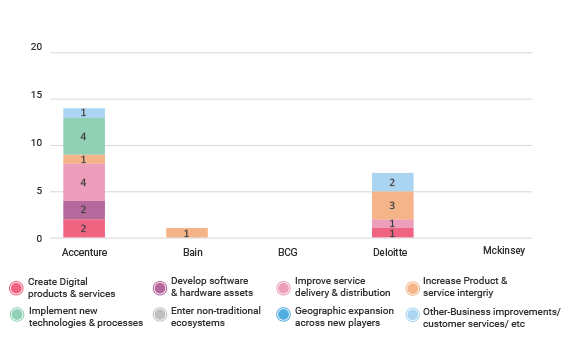 20
15
10
5
0
1
4
1
4
2
2
1
2
3
1
1
Accenture
Bain
BCG
Deloitte
Mckinsey
Create Digital
products & services
Develop software
& hardware assets
Improve service
delivery & distribution
Increase Product &
service intergriy
Implement new
technologies & processes
Enter non-traditional
ecosystems
Geographic expansion
across new players
Other-Business improvements/
customer services/ etc